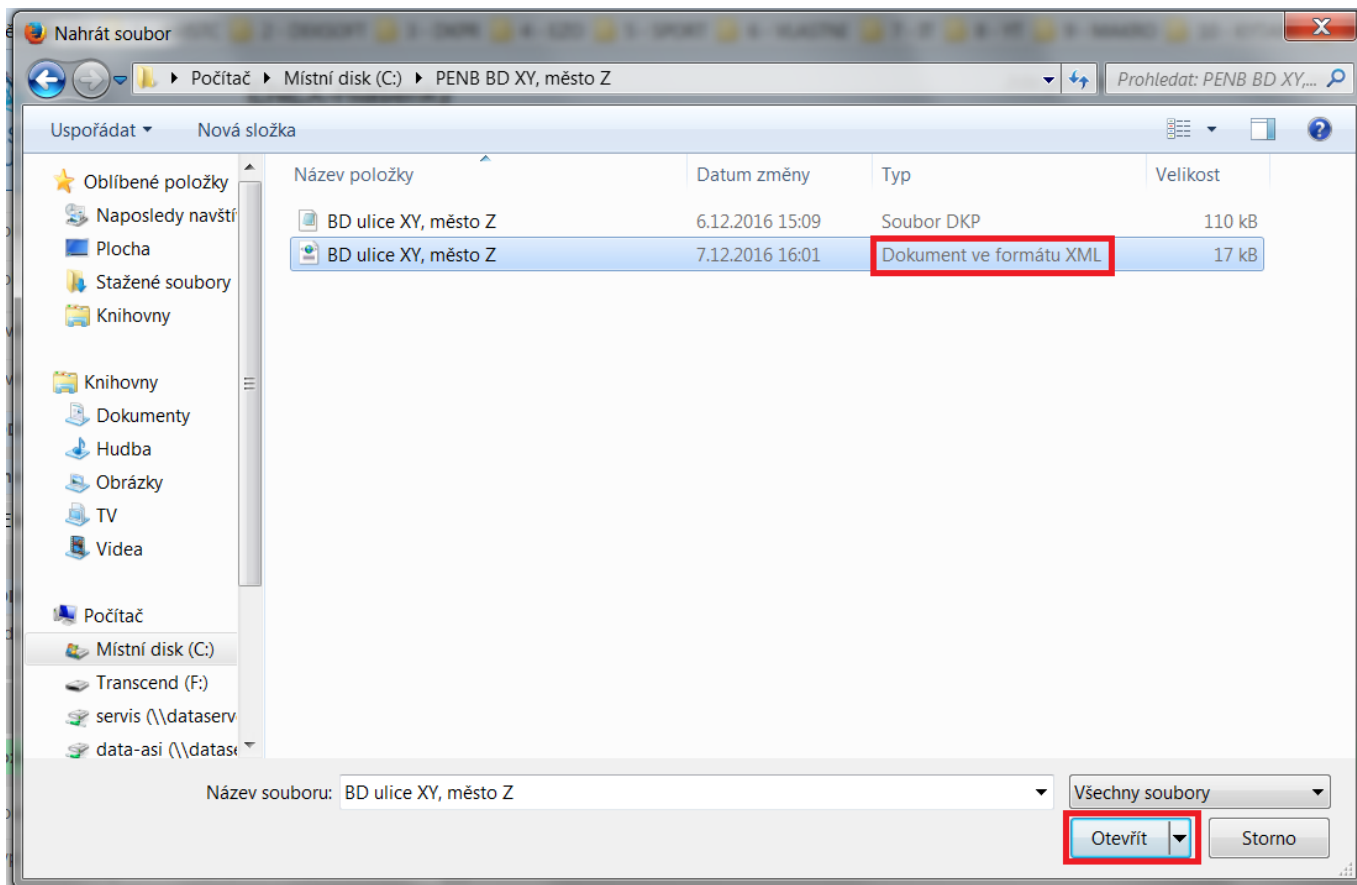 Nahrát soubor
Počítač Místní disk (C:) PENB BD XY, město Z
Prohledat: PENB BD XY,...
Uspořádat Nová složka
Název položky Datum změny Typ Velikost
BD ulice XY, město Z 6.12.2016 15:09 Soubor DKP 110 kB
BD ulice XY, město Z 7.12.2016 16:01 Dokument ve formátu XML 17 kB
Oblíbené položky
Naposledy navští
Plocha
Stažené soubory
Knihovny
Knihovny
Dokumenty
Hudba
Obrázky
TV
Videa
Počítač
Místní disk (C:)
Transcend (F:)
servis (\\dataserv
data-asi (\\datase
Název souboru: BD ulice XY, město Z
Všechny soubory
Otevřít Storno